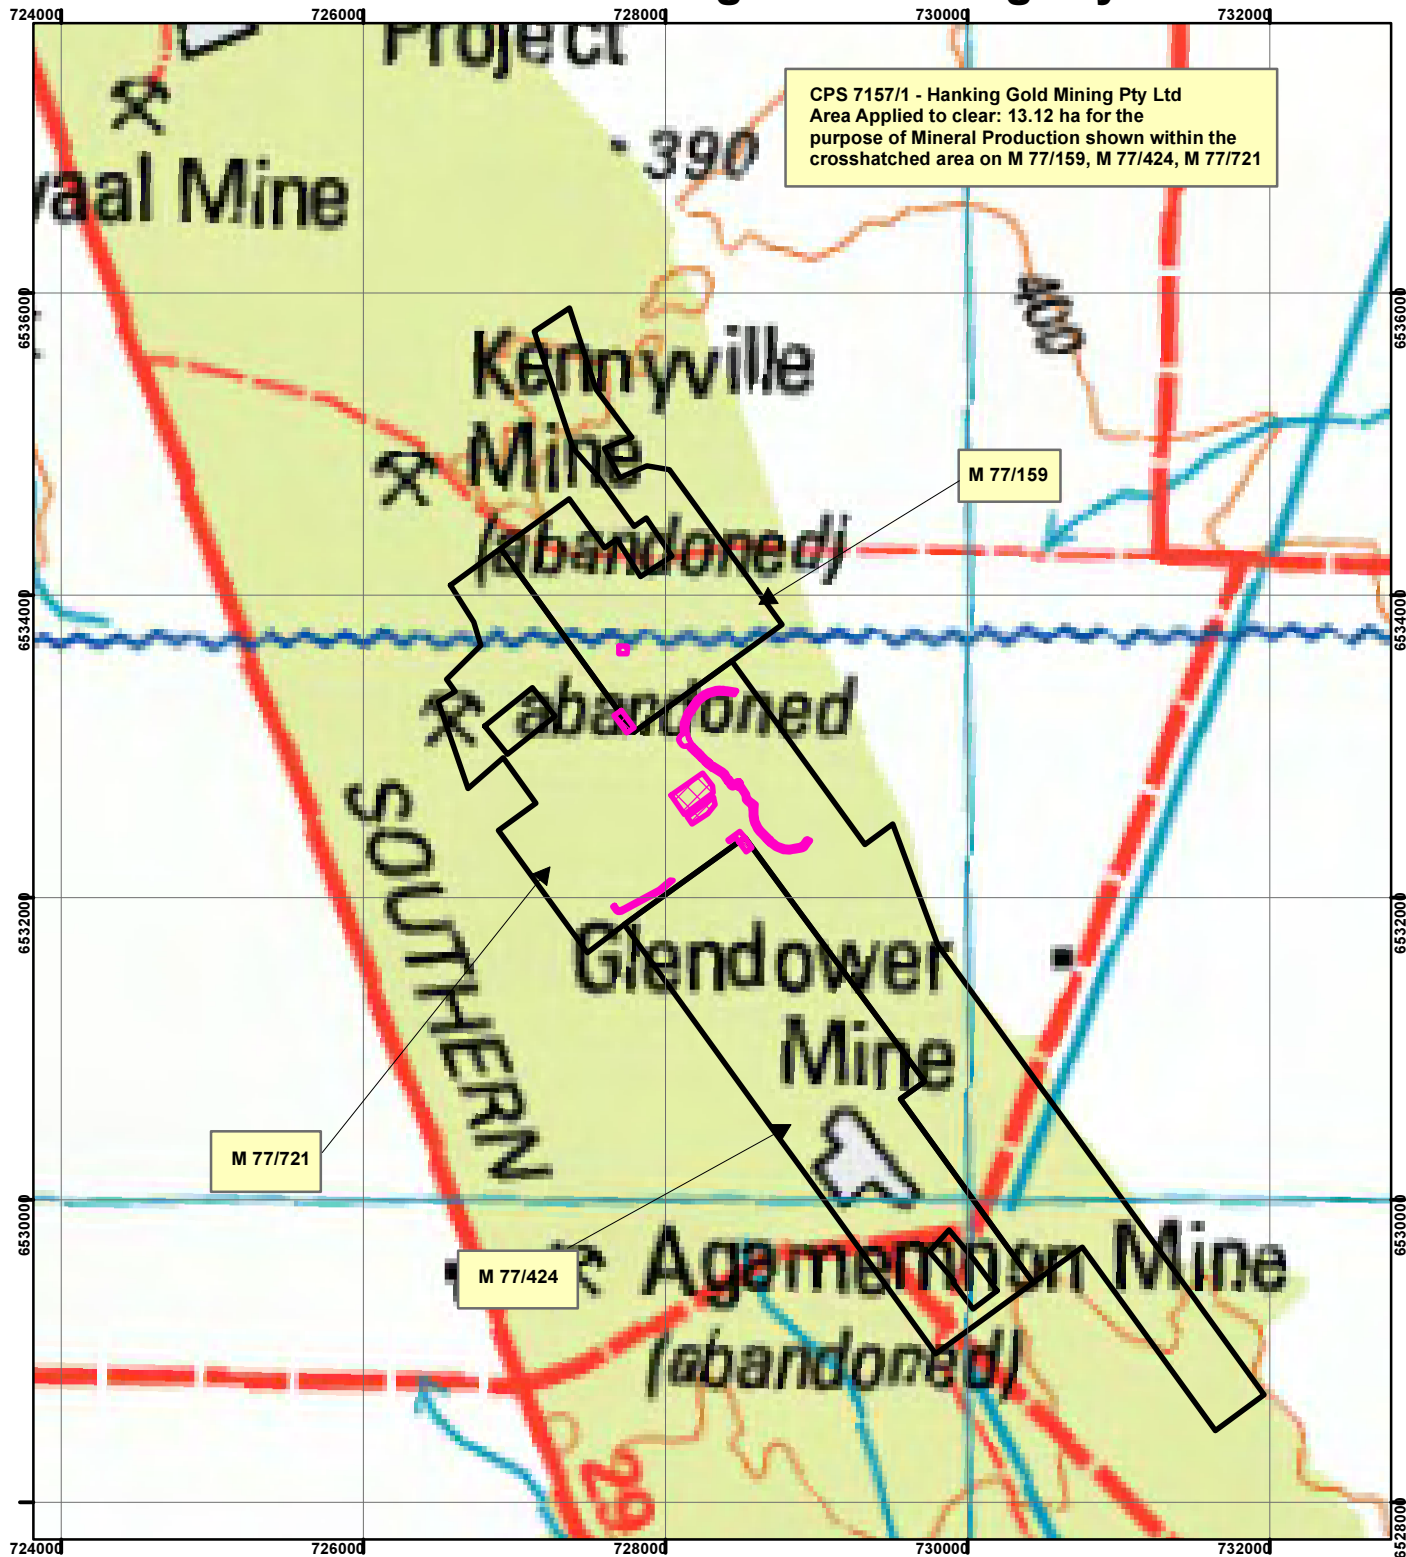 724000 726000 728000 730000 732000
Project
CPS 7157/1 - Hanking Gold Mining Pty Ltd
Area Applied to clear: 13.12 ha for the
purpose of Mineral Production shown within the
crosshatched area on M 77/159, M 77/424, M 77/721
390
vaal Mine
6536000 6536000
400
Kennyville
Mine
(abandoned)
M 77/159
6534000 6534000
abandoned
SOUTHERN
6532000 6532000
Glendower
Mine
M 77/721
6530000 6530000
Agamemnon Mine
(abandoned)
M 77/424
29
6528000
724000 726000 728000 730000 732000